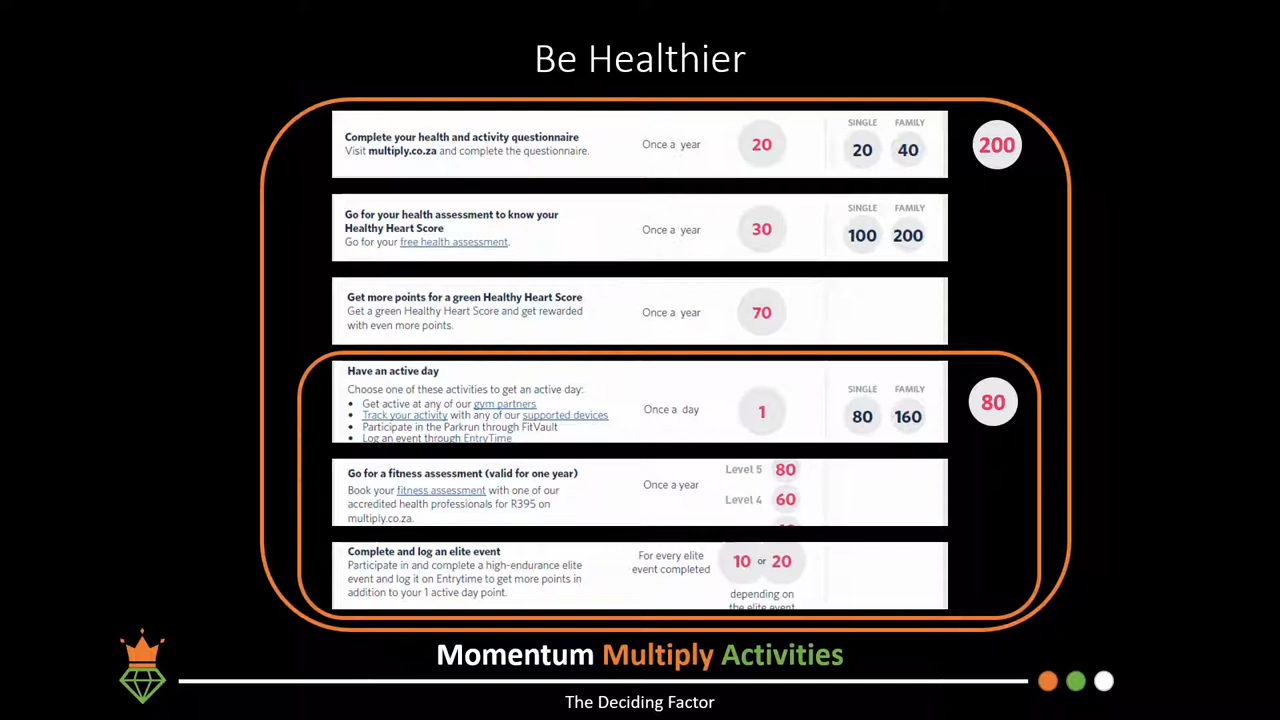 Be Healthier
Complete your health and activity questionnaire
Visit multiply.co.za and complete the questionnaire.
Once a year
20
SINGLE FAMILY
20 40
200
Go for your health assessment to know your
Healthy Heart Score
Go for your free health assessment.
Once a year
30
SINGLE FAMILY
100 200
Get more points for a green Healthy Heart Score
Get a green Healthy Heart Score and get rewarded
with even more points.
Once a year
70
Have an active day
Choose one of these activities to get an active day:
• Get active at any of our gym partners
• Track your activity with any of our supported devices
• Participate in the Parkrun through FitVault
• Log an event through EntryTime
Once a day
1
SINGLE FAMILY
80 160
80
Go for a fitness assessment (valid for one year)
Book your fitness assessment with one of our
accredited health professionals for R395 on
multiply.co.za.
Once a year
Level 5 80
Level 4 60
Complete and log an elite event
Participate in and complete a high-endurance elite
event and log it on Entrytime to get more points in
addition to your 1 active day point.
For every elite
event completed
10 or 20
depending on
the elite event
Momentum Multiply Activities
The Deciding Factor